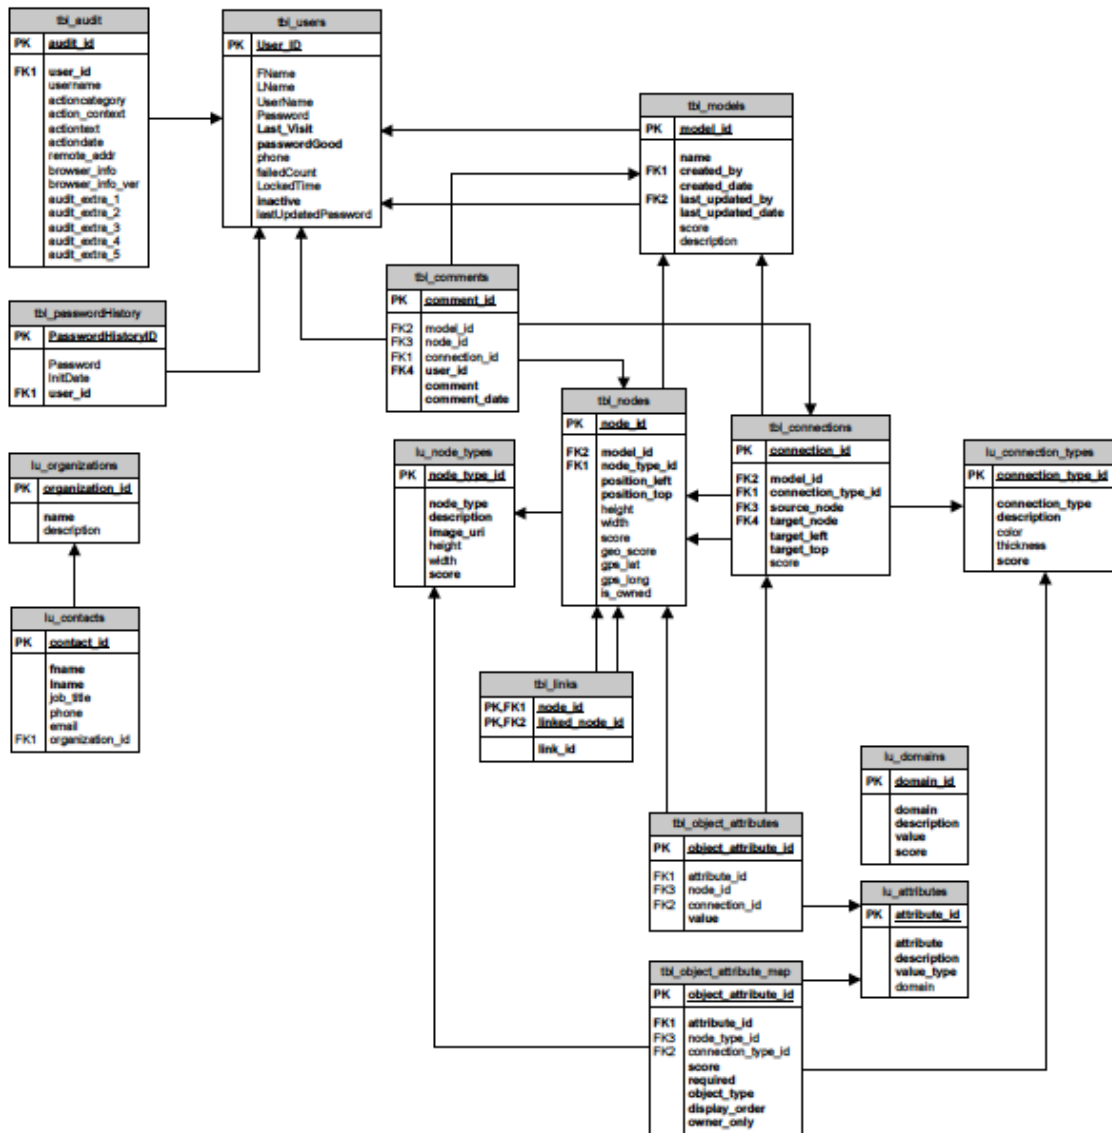 tbl_audit
PK audit_id
FK1 user_id
username
actioncategory
action_context
actiontext
actiondate
remote_addr
browser_info
browser_info_ver
audit_extra_1
audit_extra_2
audit_extra_3
audit_extra_4
audit_extra_5
tbl_users
PK User_ID
FName
LName
UserName
Password
Last_Visit
passwordGood
phone
failedCount
LockedTime
inactive
lastUpdatedPassword
tbl_models
PK model_id
name
FK1 created_by
created_date
FK2 last_updated_by
last_updated_date
score
description
tbl_comments
PK comment_id
FK2 model_id
FK3 node_id
FK1 connection_id
FK4 user_id
comment
comment_date
tbl_passwordHistory
PK PasswordHistoryID
Password
InitDate
FK1 user_id
tbl_nodes
PK node_id
FK2 model_id
FK1 node_type_id
position_left
position_top
height
width
score
geo_score
gps_lat
gps_long
is_owned
tbl_connections
PK connection_id
FK2 model_id
FK1 connection_type_id
FK3 source_node
FK4 target_node
target_left
target_top
score
lu_node_types
PK node_type_id
node_type
description
image_url
height
width
score
lu_connection_types
PK connection_type_id
connection_type
description
color
thickness
score
lu_organizations
PK organization_id
name
description
lu_contacts
PK contact_id
fname
lname
job_title
phone
email
FK1 organization_id
tbl_links
PK,FK1 node_id
PK,FK2 linked_node_id
link_id
lu_domains
PK domain_id
domain
description
value
score
tbl_object_attributes
PK object_attribute_id
FK1 attribute_id
FK3 node_id
FK2 connection_id
value
lu_attributes
PK attribute_id
attribute
description
value_type
domain
tbl_object_attribute_map
PK object_attribute_id
FK1 attribute_id
FK3 node_type_id
FK2 connection_type_id
score
required
object_type
display_order
owner_only